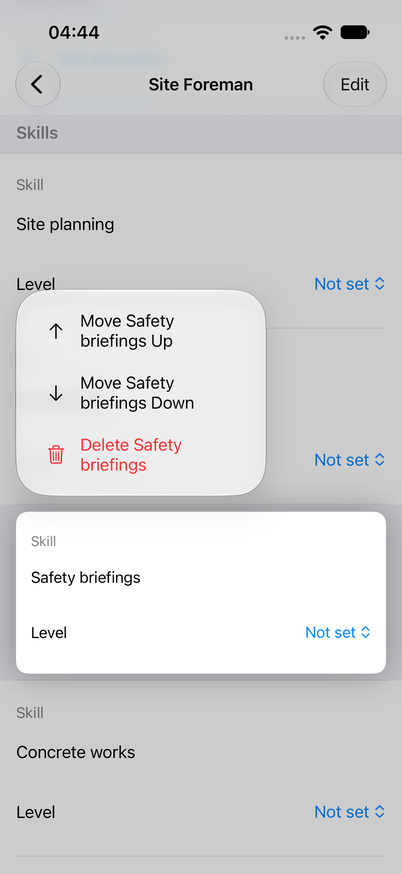 04:44
Site Foreman
Edit
Skills
Skill
Site planning
Level
Not set
Move Safety
briefings Up
Move Safety
briefings Down
Delete Safety
briefings
Not set
Skill
Safety briefings
Level
Not set
Skill
Concrete works
Level
Not set